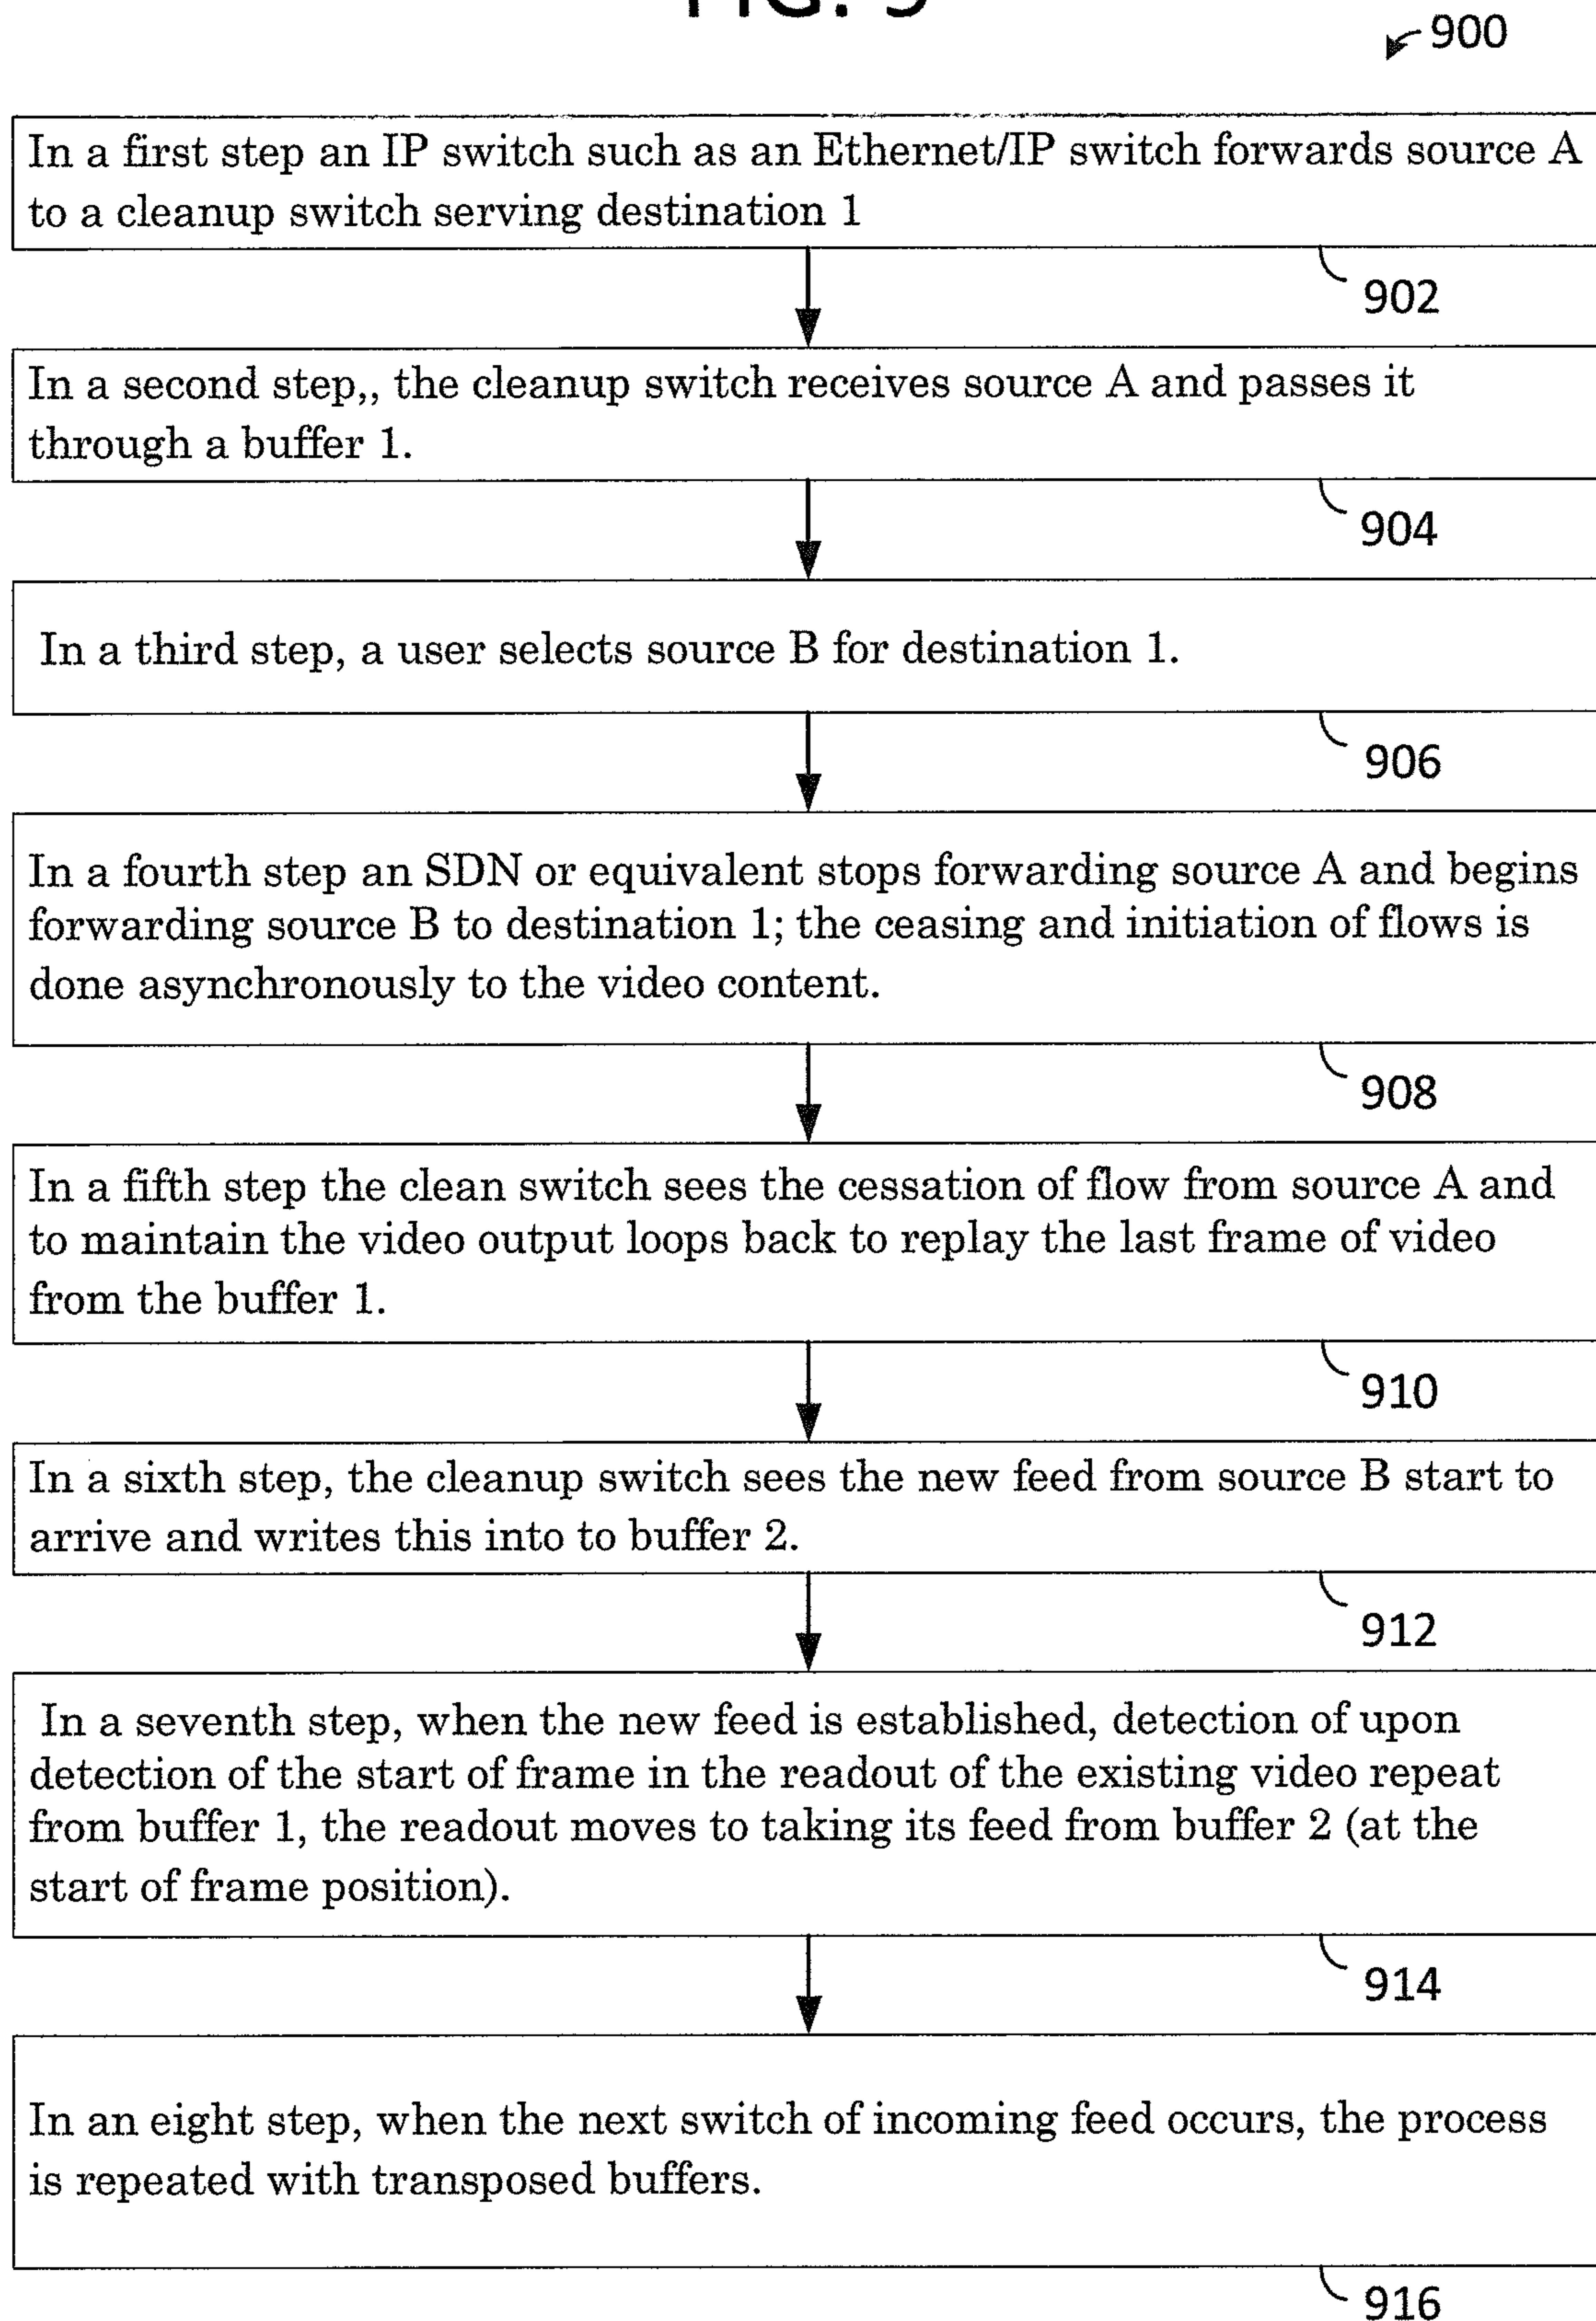 FIG. 9
900
In a first step an IP switch such as an Ethernet/IP switch forwards source A
to a cleanup switch serving destination 1
902
In a second step,, the cleanup switch receives source A and passes it
through a buffer 1.
904
In a third step, a user selects source B for destination 1.
906
In a fourth step an SDN or equivalent stops forwarding source A and begins
forwarding source B to destination 1; the ceasing and initiation of flows is
done asynchronously to the video content.
908
In a fifth step the clean switch sees the cessation of flow from source A and
to maintain the video output loops back to replay the last frame of video
from the buffer 1.
910
In a sixth step, the cleanup switch sees the new feed from source B start to
arrive and writes this into to buffer 2.
912
In a seventh step, when the new feed is established, detection of upon
detection of the start of frame in the readout of the existing video repeat
from buffer 1, the readout moves to taking its feed from buffer 2 (at the
start of frame position).
914
In an eight step, when the next switch of incoming feed occurs, the process
is repeated with transposed buffers.
916